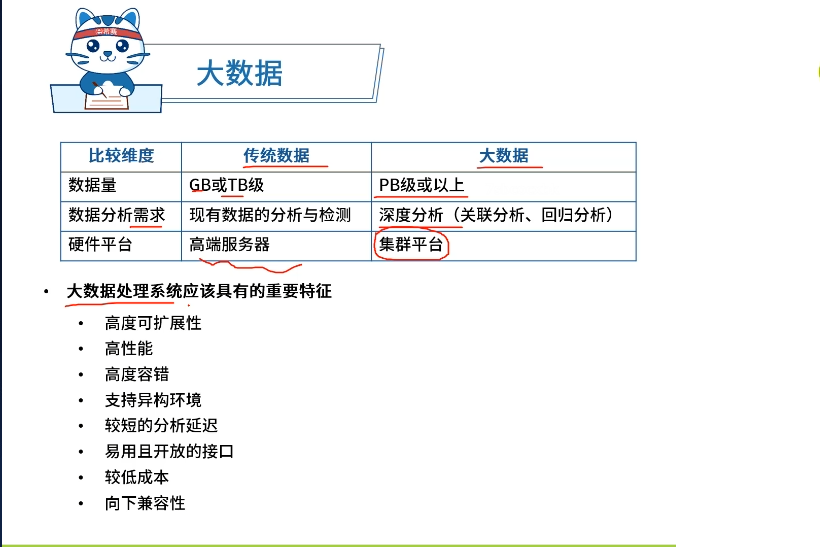 大数据
比较维度 传统数据 大数据
数据量 GB或TB级 PB级或以上
数据分析需求 现有数据的分析与检测 深度分析（关联分析、回归分析）
硬件平台 高端服务器 集群平台
• 大数据处理系统应该具有的重要特征
• 高度可扩展性
• 高性能
• 高度容错
• 支持异构环境
• 较短的分析延迟
• 易用且开放的接口
• 较低成本
• 向下兼容性